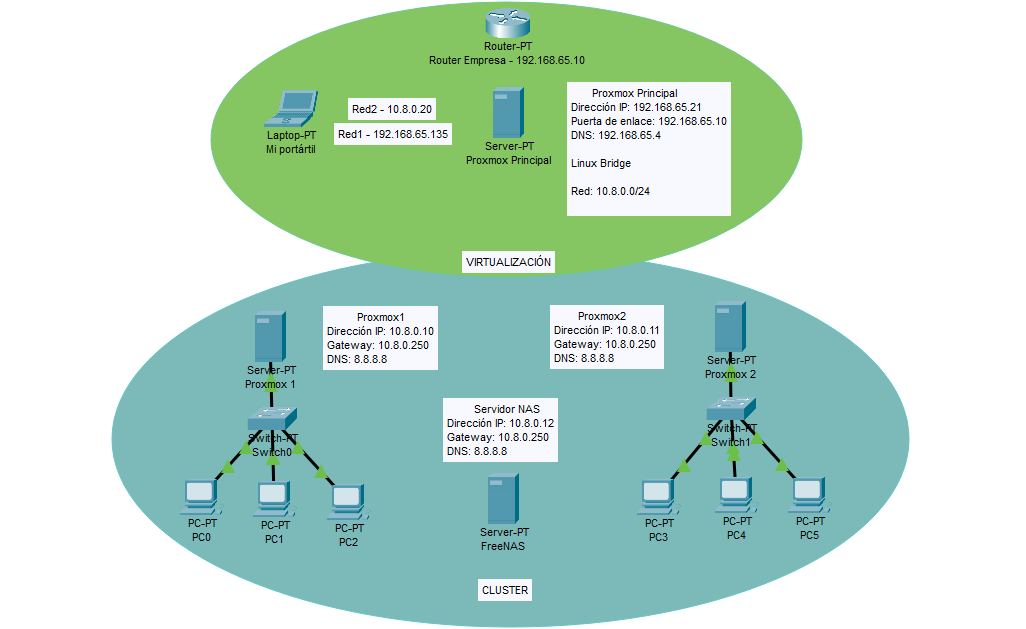 Router-PT
Router Empresa - 192.168.65.10
Laptop-PT
Mi portártil
Red2 - 10.8.0.20
Red1 - 192.168.65.135
Server-PT
Proxmox Principal
Proxmox Principal
Dirección IP: 192.168.65.21
Puerta de enlace: 192.168.65.10
DNS: 192.168.65.4
Linux Bridge
Red: 10.8.0.0/24
VIRTUALIZACIÓN
Server-PT
Proxmox 1
Proxmox1
Dirección IP: 10.8.0.10
Gateway: 10.8.0.250
DNS: 8.8.8.8
Proxmox2
Dirección IP: 10.8.0.11
Gateway: 10.8.0.250
DNS: 8.8.8.8
Server-PT
Proxmox 2
Switch-PT
Switch0
Servidor NAS
Dirección IP: 10.8.0.12
Gateway: 10.8.0.250
DNS: 8.8.8.8
Switch-PT
Switch1
PC-PT
PC0
PC-PT
PC1
PC-PT
PC2
Server-PT
FreeNAS
PC-PT
PC3
PC-PT
PC4
PC-PT
PC5
CLUSTER